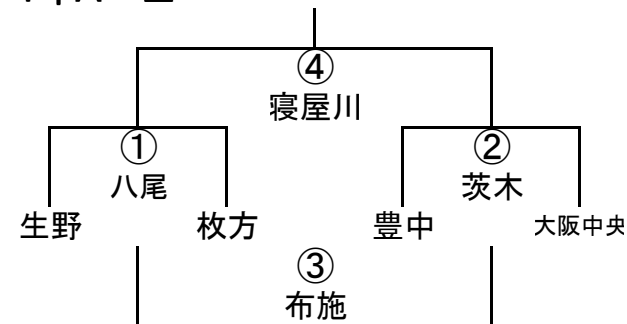 ④
寝屋川
① ②
八尾 茨木
生野 枚方 豊中 大阪中央
③
布施